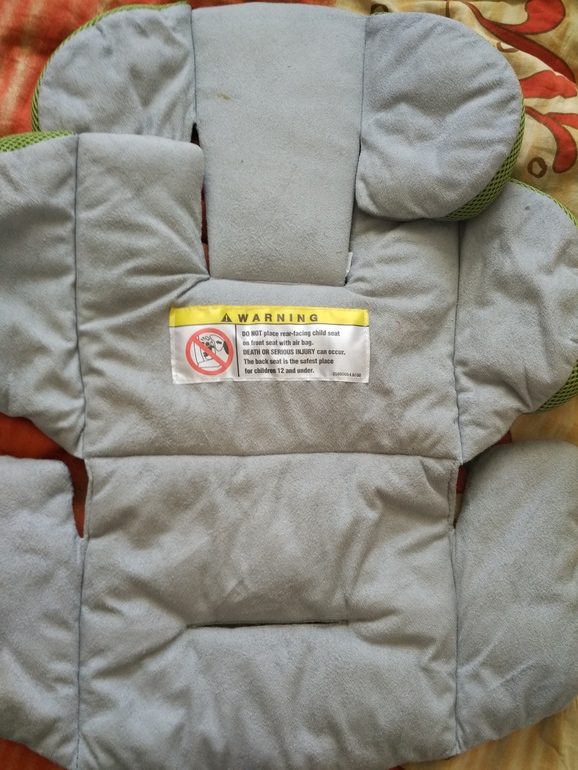 WARNING
DO NOT place rear-facing child seat
on front seat with air bag.
DEATH OR SERIOUS INJURY can occur.
The back seat is the safest place
for children 12 and under.